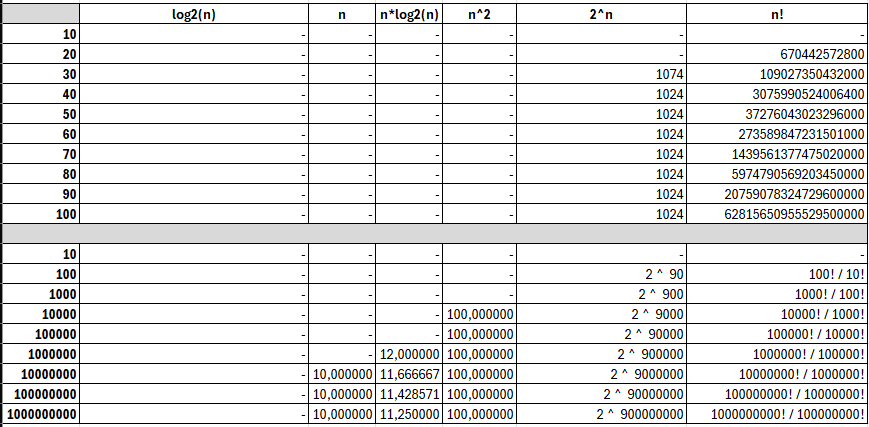 log2(n) n n*log2(n) n^2 2^n n!
10 - - - - - -
20 - - - - - 670442572800
30 - - - - 1074 109027350432000
40 - - - - 1024 3075990524006400
50 - - - - 1024 37276043023296000
60 - - - - 1024 273589847231501000
70 - - - - 1024 1439561377475020000
80 - - - - 1024 5974790569203450000
90 - - - - 1024 20759078324729600000
100 - - - - 1024 62815650955529500000
10 - - - - - -
100 - - - - 2 ^ 90 100! / 10!
1000 - - - - 2 ^ 900 1000! / 100!
10000 - - - 100,000000 2 ^ 9000 10000! / 1000!
100000 - - - 100,000000 2 ^ 90000 100000! / 10000!
1000000 - - 12,000000 100,000000 2 ^ 900000 1000000! / 100000!
10000000 - 10,000000 11,666667 100,000000 2 ^ 9000000 10000000! / 1000000!
100000000 - 10,000000 11,428571 100,000000 2 ^ 90000000 100000000! / 10000000!
1000000000 - 10,000000 11,250000 100,000000 2 ^ 900000000 1000000000! / 100000000!